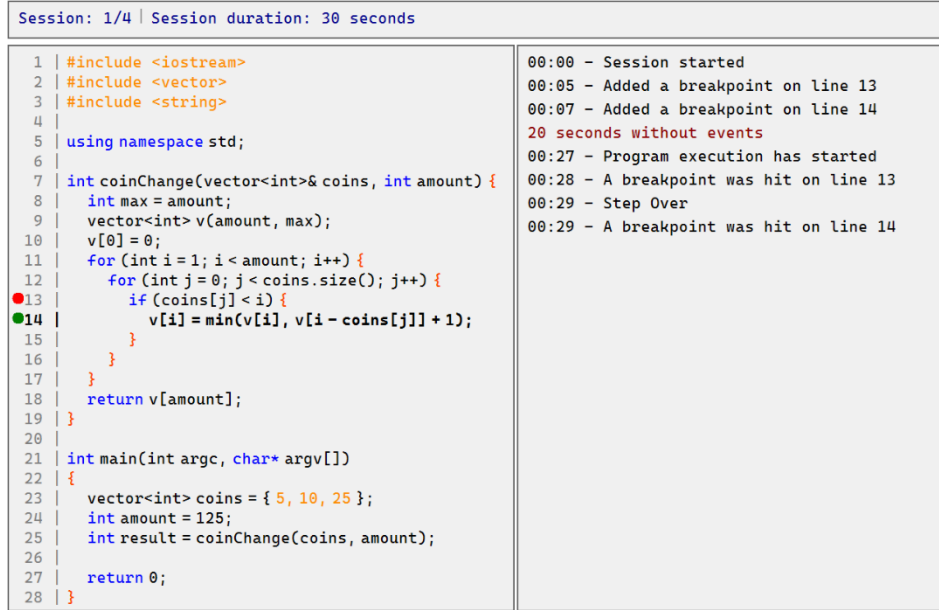 Session: 1/4 | Session duration: 30 seconds
1 | #include <iostream>
2 | #include <vector>
3 | #include <string>
4 |
5 | using namespace std;
6 |
7 | int coinChange(vector<int>& coins, int amount) {
8 |   int max = amount;
9 |   vector<int> v(amount, max);
10 |   v[0] = 0;
11 |   for (int i = 1; i < amount; i++) {
12 |     for (int j = 0; j < coins.size(); j++) {
13 |       if (coins[j] < i) {
14 |         v[i] = min(v[i], v[i - coins[j]] + 1);
15 |       }
16 |     }
17 |   }
18 |   return v[amount];
19 | }
20 |
21 | int main(int argc, char* argv[])
22 | {
23 |   vector<int> coins = { 5, 10, 25 };
24 |   int amount = 125;
25 |   int result = coinChange(coins, amount);
26 |
27 |   return 0;
28 | }
00:00 - Session started
00:05 - Added a breakpoint on line 13
00:07 - Added a breakpoint on line 14
20 seconds without events
00:27 - Program execution has started
00:28 - A breakpoint was hit on line 13
00:29 - Step Over
00:29 - A breakpoint was hit on line 14